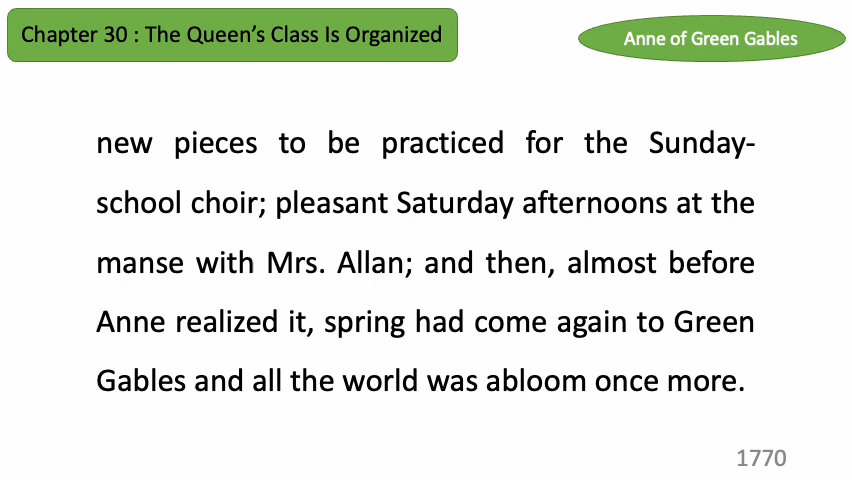 Chapter 30 : The Queen’s Class Is Organized
Anne of Green Gables
new pieces to be practiced for the Sunday-
school choir; pleasant Saturday afternoons at the
manse with Mrs. Allan; and then, almost before
Anne realized it, spring had come again to Green
Gables and all the world was abloom once more.
1770